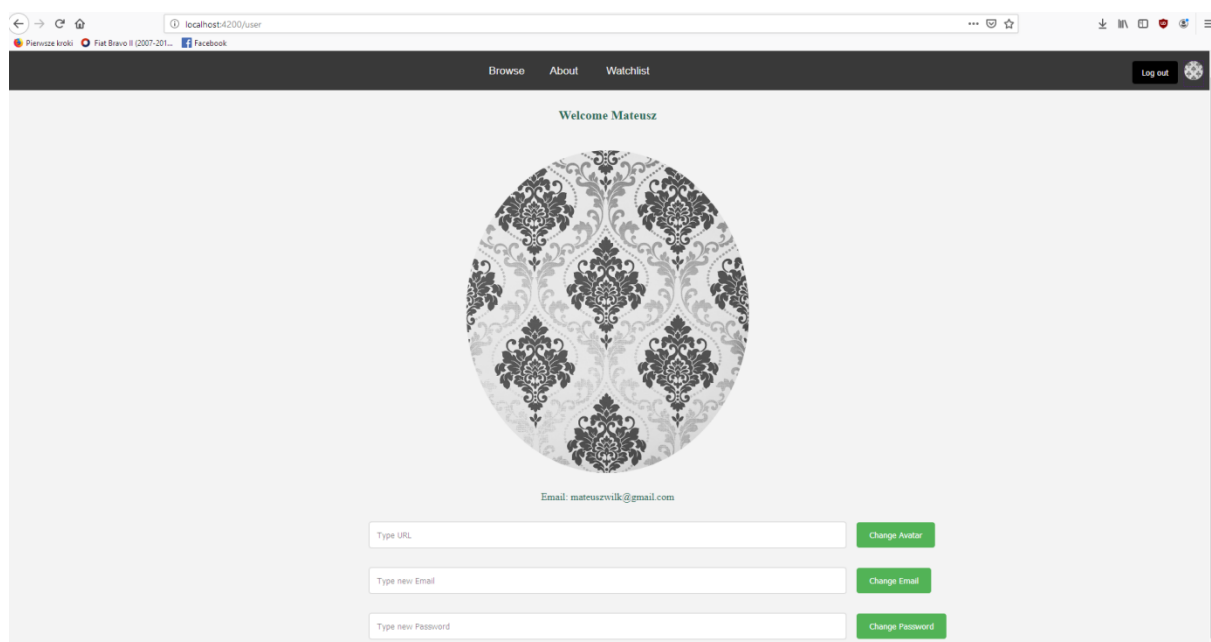 localhost:4200/user
Pierwsze kroki Fiat Bravo II (2007-201... Facebook
Browse About Watchlist Log out
Welcome Mateusz
Email: mateuszwilk@gmail.com
Type URL Change Avatar
Type new Email Change Email
Type new Password Change Password